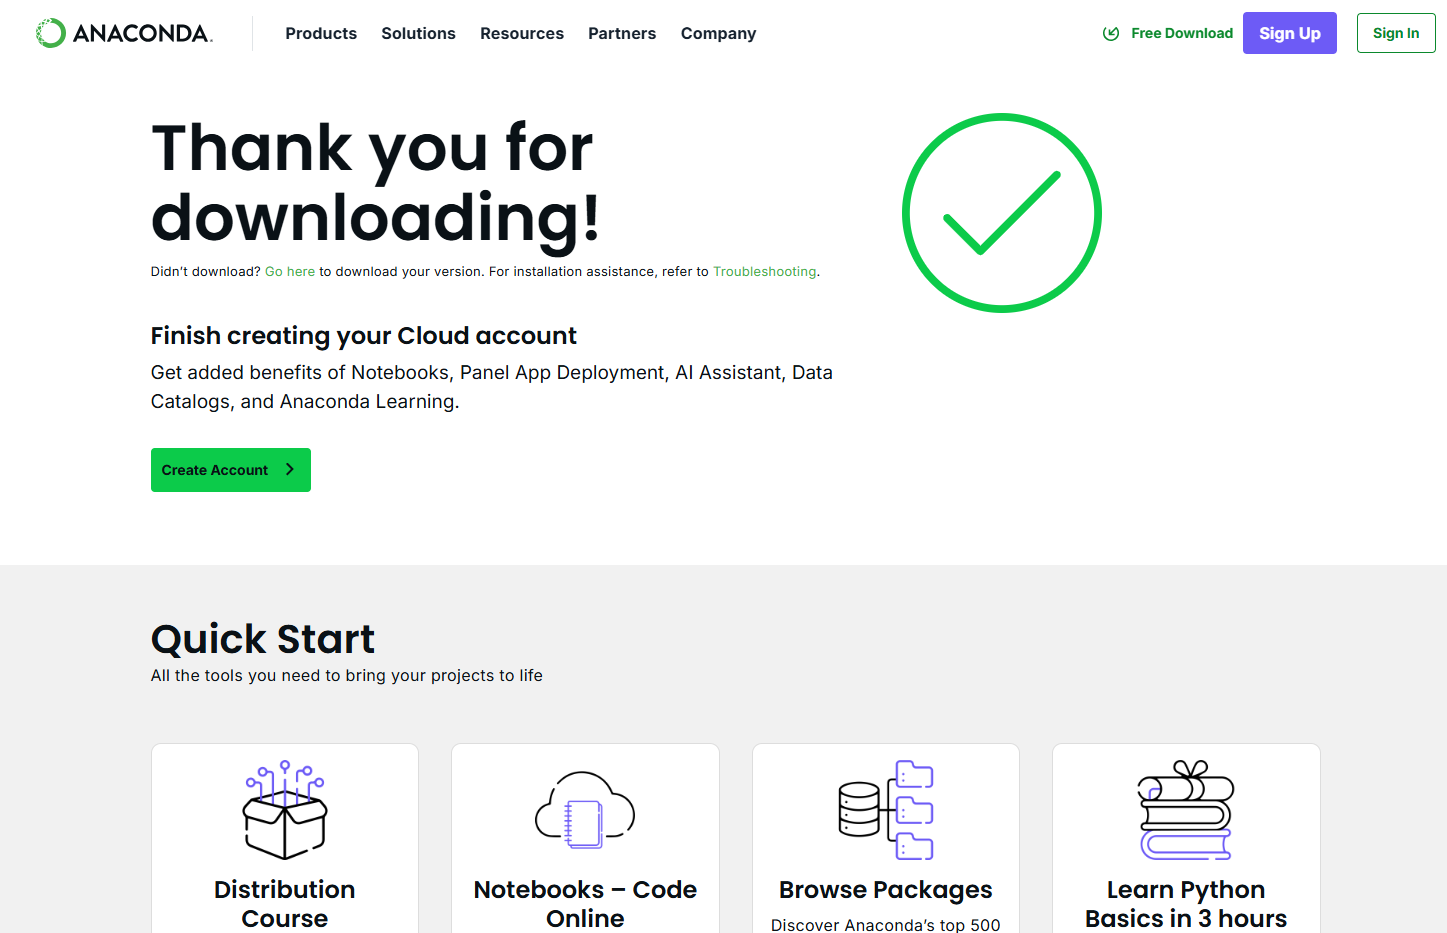 ANACONDA.
Products Solutions Resources Partners Company
Free Download Sign Up Sign In
Thank you for
downloading!
Didn't download? Go here to download your version. For installation assistance, refer to Troubleshooting.
Finish creating your Cloud account
Get added benefits of Notebooks, Panel App Deployment, AI Assistant, Data
Catalogs, and Anaconda Learning.
Create Account
Quick Start
All the tools you need to bring your projects to life
Distribution
Course
Notebooks – Code
Online
Browse Packages
Discover Anaconda's top 500
Learn Python
Basics in 3 hours